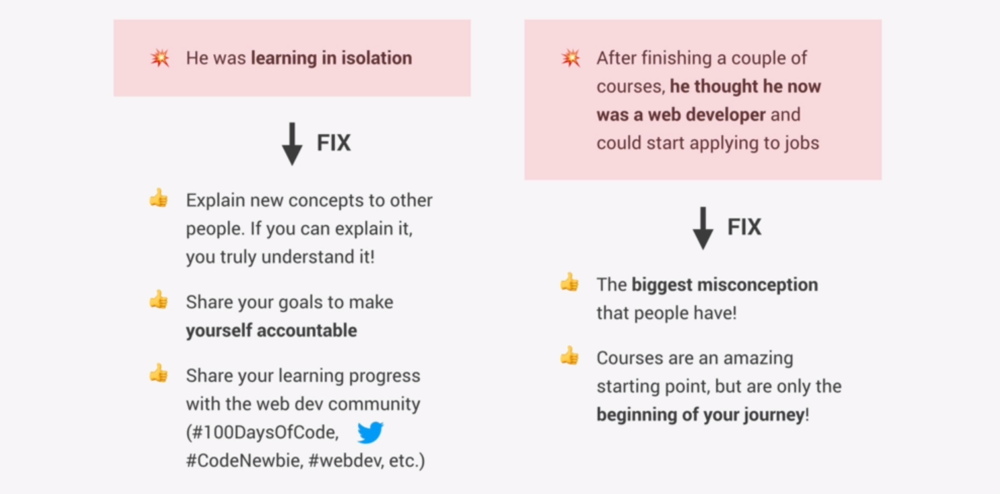 He was learning in isolation
FIX
Explain new concepts to other
people. If you can explain it,
you truly understand it!
Share your goals to make
yourself accountable
Share your learning progress
with the web dev community
(#100DaysOfCode,
#CodeNewbie, #webdev, etc.)
After finishing a couple of
courses, he thought he now
was a web developer and
could start applying to jobs
FIX
The biggest misconception
that people have!
Courses are an amazing
starting point, but are only the
beginning of your journey!